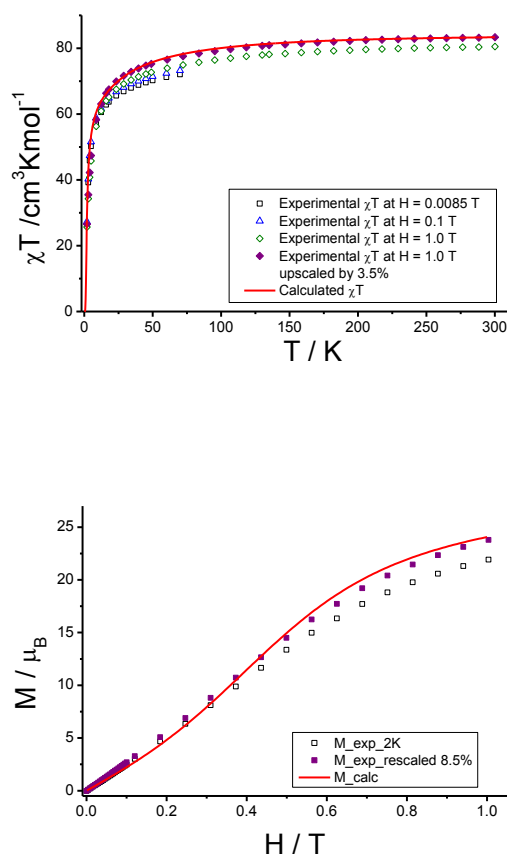 80
60
40
20
0
χT /cm³Kmol⁻¹
Experimental χT at H = 0.0085 T
Experimental χT at H = 0.1 T
Experimental χT at H = 1.0 T
Experimental χT at H = 1.0 T
upscaled by 3.5%
Calculated χT
0 50 100 150 200 250 300
T / K
25
20
15
10
5
0
M / μB
M_exp_2K
M_exp_rescaled 8.5%
M_calc
0.0 0.2 0.4 0.6 0.8 1.0
H / T